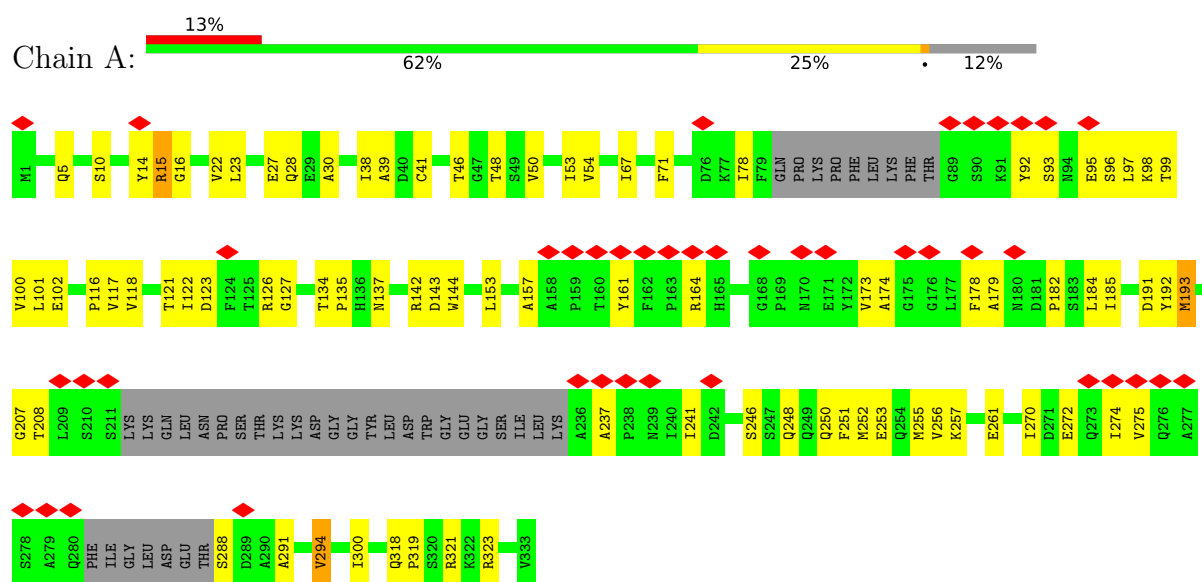 13%
Chain A:
62% 25% • 12%
M1 Q5 S10 Y14 R15 G16 V22 L23 E27 Q28 E29 A30 I38 A39 D40 C41 T46 G47 T48 S49 V50 I53 V54 I67 F71 D76 K77 I78 F79 GLN PRO LYS PRO PHE LEU LYS PHE THR G89 S90 K91 Y92 S93 N94 E95 S96 L97 K98 T99
V100 L101 E102 P116 V117 V118 T121 I122 D123 F124 T125 R126 G127 T134 P135 H136 N137 R142 D143 W144 L153 A157 A158 P159 T160 Y161 F162 P163 R164 H165 G168 P169 N170 E171 Y172 V173 A174 G175 G176 L177 F178 A179 N180 D181 P182 S183 L184 I185 D191 Y192 M193
G207 T208 L209 S210 S211 LYS LYS GLN LEU ASN PRO SER THR LYS LYS ASP GLY GLY TYR LEU ASP TRP GLY GLU GLY SER ILE LEU LYS A236 A237 P238 N239 I240 I241 D242 S246 S247 Q248 Q249 Q250 F251 M252 E253 Q254 M255 V256 K257 E261 I270 D271 E272 Q273 I274 V275 Q276 A277
S278 A279 Q280 PHE ILE GLY LEU ASP GLU THR S288 D289 A290 A291 V294 I300 Q318 P319 S320 R321 K322 R323 V333